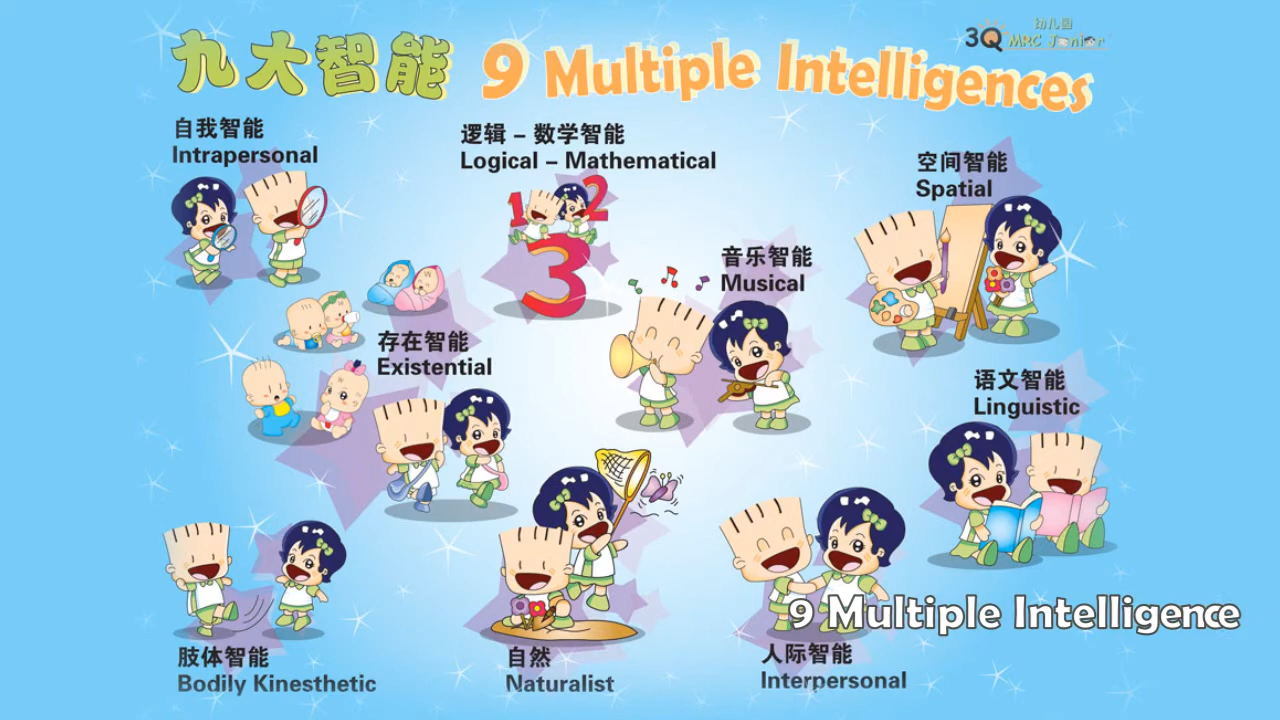 九大智能 9 Multiple Intelligences
幼儿园
3Q MRC Junior
自我智能
Intrapersonal
逻辑 – 数学智能
Logical – Mathematical
空间智能
Spatial
音乐智能
Musical
1 2
3
存在智能
Existential
语文智能
Linguistic
9 Multiple Intelligence
肢体智能
Bodily Kinesthetic
自然
Naturalist
人际智能
Interpersonal